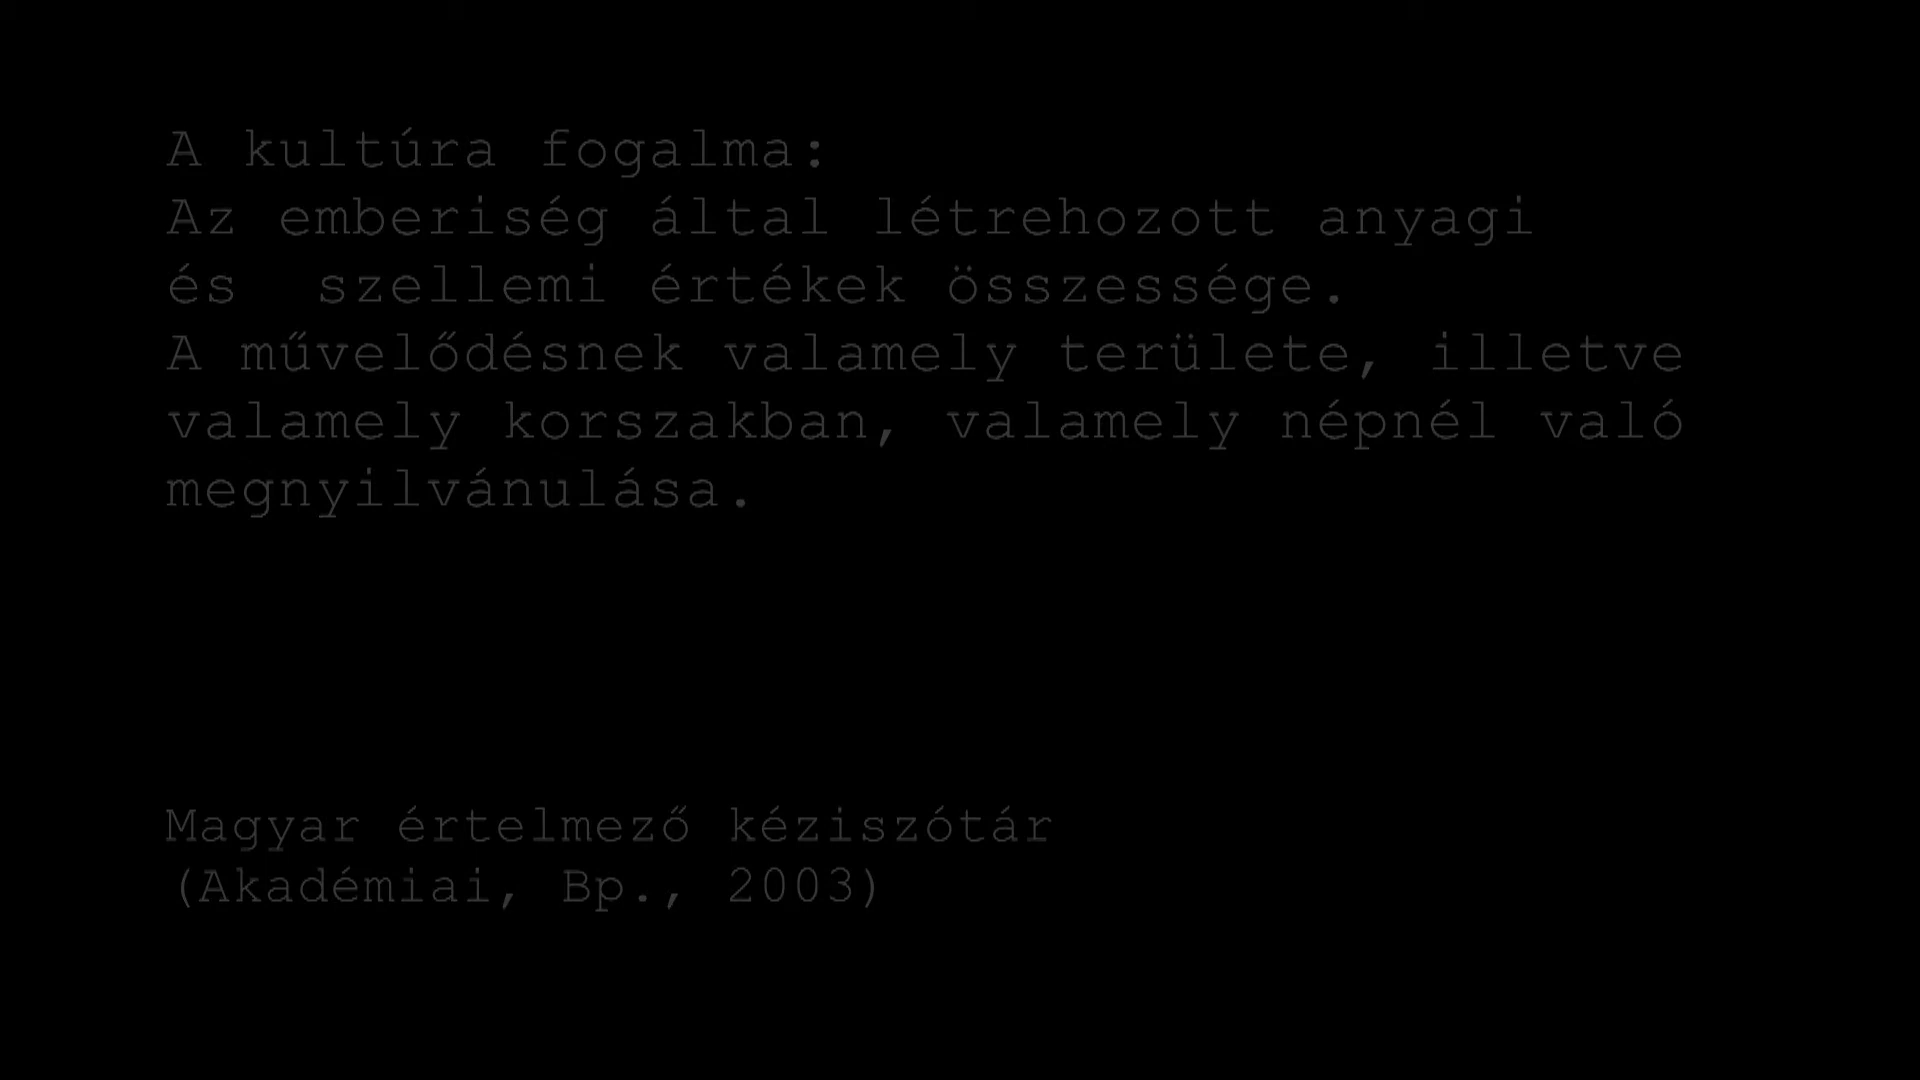 A kultúra fogalma:
Az emberiség által létrehozott anyagi
és  szellemi értékek összessége.
A művelődésnek valamely területe, illetve
valamely korszakban, valamely népnél való
megnyilvánulása.
Magyar értelmező kéziszótár
(Akadémiai, Bp., 2003)